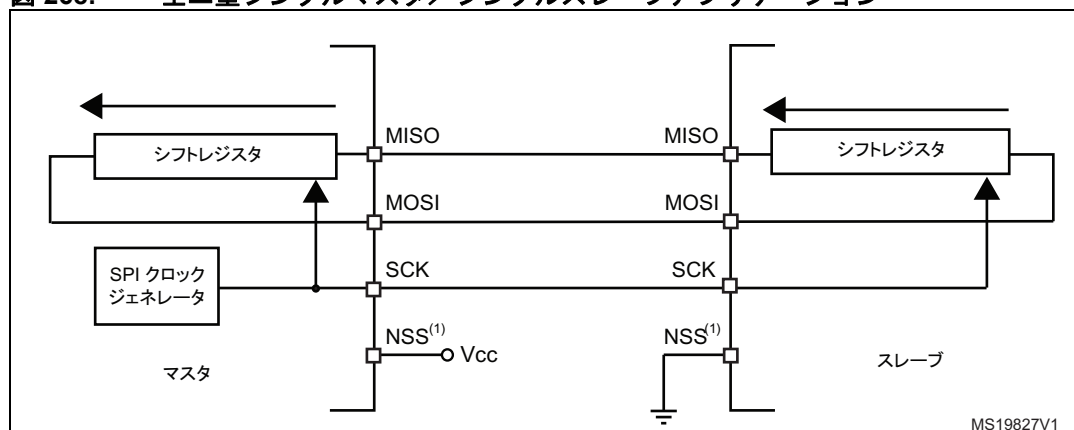 シフトレジスタ
MISO
MISO
シフトレジスタ
MOSI
MOSI
SPI クロック
ジェネレータ
SCK
SCK
NSS(1)
Vcc
NSS(1)
マスタ
スレーブ
MS19827V1